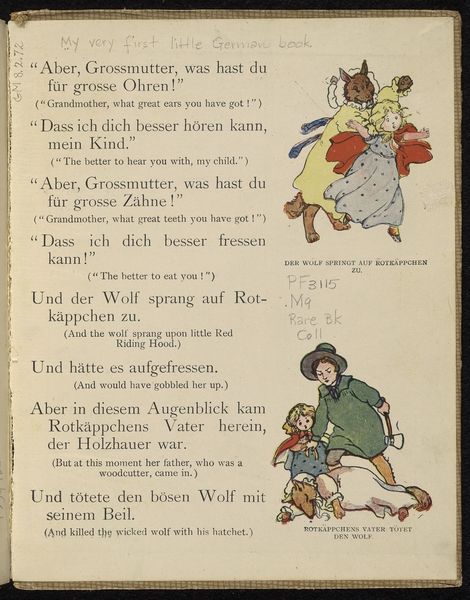 My very first little German book.
GM 8.2.72
“Aber, Grossmutter, was hast du
für grosse Ohren!”
(“Grandmother, what great ears you have got!”)
“Dass ich dich besser hören kann,
mein Kind.”
(“The better to hear you with, my child.”)
“Aber, Grossmutter, was hast du
für grosse Zähne!”
(“Grandmother, what great teeth you have got!”)
“Dass ich dich besser fressen
kann!”
(“The better to eat you!”)
Und der Wolf sprang auf Rot-
käppchen zu.
(And the wolf sprang upon little Red
Riding Hood.)
Und hätte es aufgefressen.
(And would have gobbled her up.)
Aber in diesem Augenblick kam
Rotkäppchens Vater herein,
der Holzhauer war.
(But at this moment her father, who was a
woodcutter, came in.)
Und tötete den bösen Wolf mit
seinem Beil.
(And killed the wicked wolf with his hatchet.)
DER WOLF SPRINGT AUF ROTKÄPPCHEN
ZU.
PF3115
.M9
Rare Bk
Coll
ROTKÄPPCHENS VATER TÖTET
DEN WOLF.